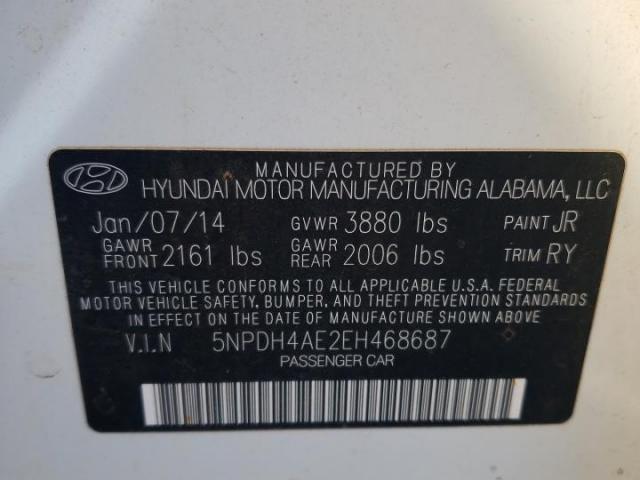 MANUFACTURED BY
HYUNDAI MOTOR MANUFACTURING ALABAMA, LLC
Jan/07/14 GVWR 3880 lbs PAINT JR
GAWR FRONT 2161 lbs GAWR REAR 2006 lbs TRIM RY
THIS VEHICLE CONFORMS TO ALL APPLICABLE U.S.A. FEDERAL
MOTOR VEHICLE SAFETY, BUMPER, AND THEFT PREVENTION
STANDARDS IN EFFECT ON THE DATE OF MANUFACTURE SHOWN ABOVE.
V.I.N 5NPDH4AE2EH468687
PASSENGER CAR